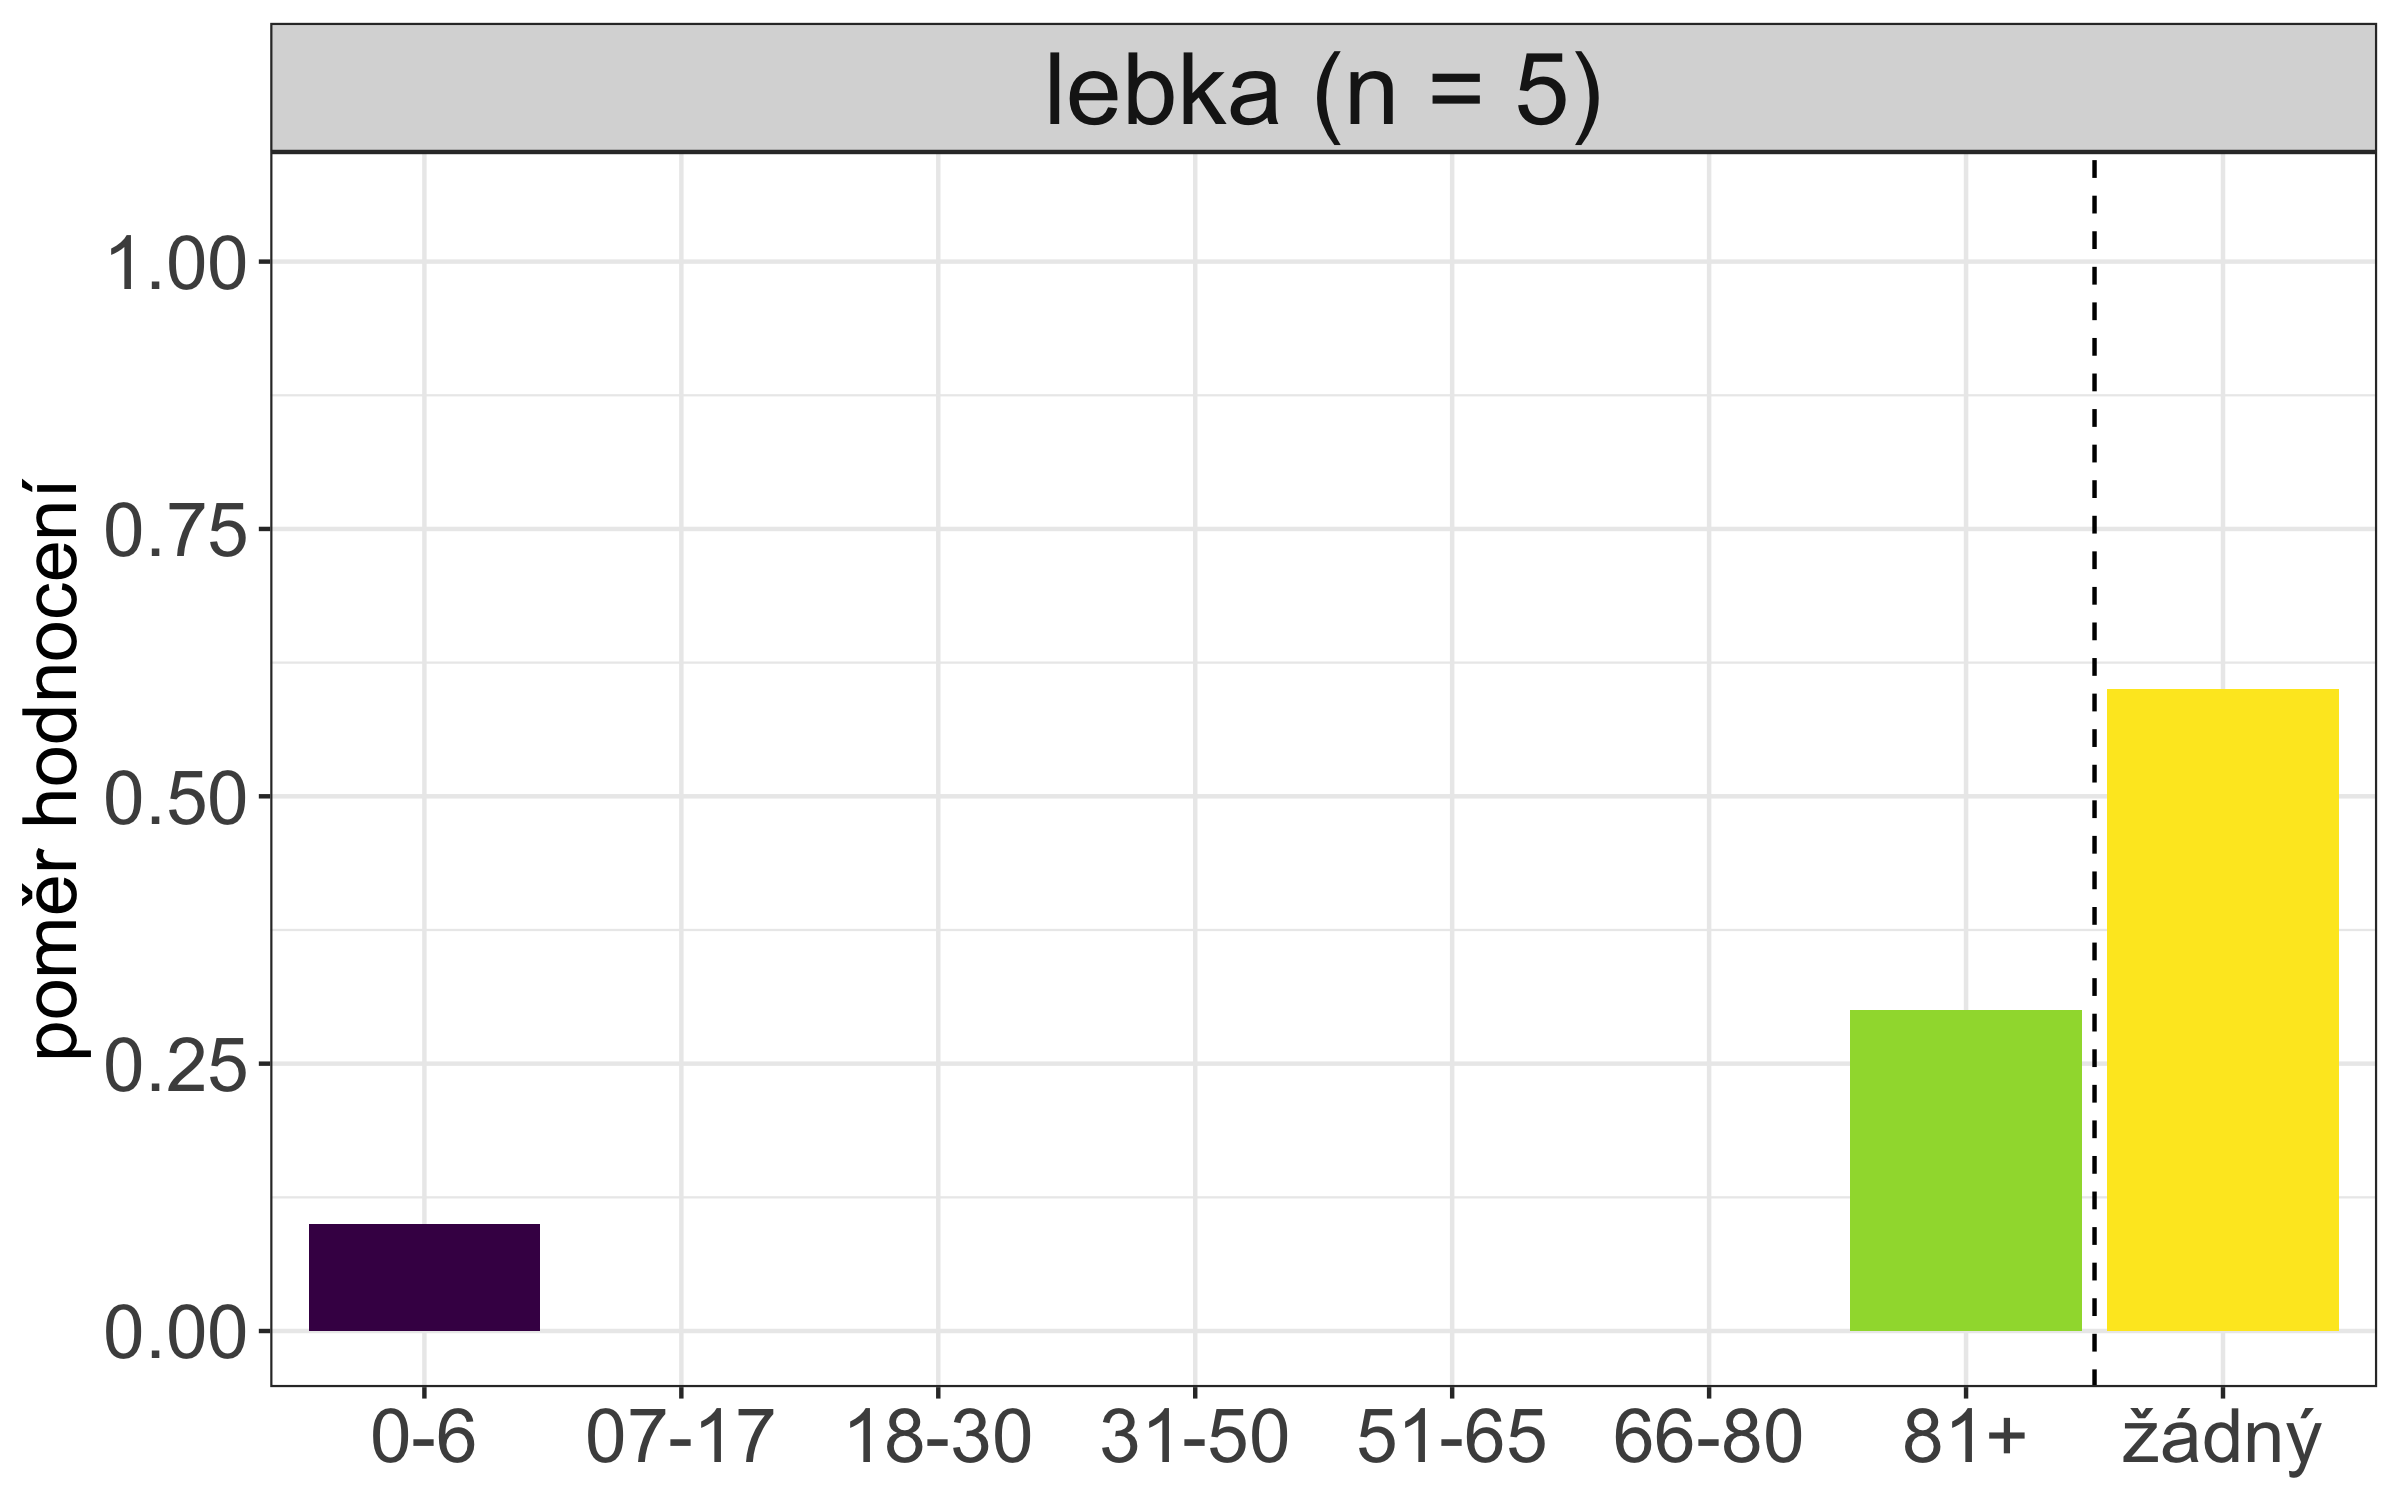 lebka (n = 5)
poměr hodnocení
1.00
0.75
0.50
0.25
0.00
0-6 07-17 18-30 31-50 51-65 66-80 81+ žádný